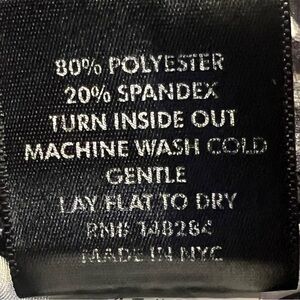 80% POLYESTER
20% SPANDEX
TURN INSIDE OUT
MACHINE WASH COLD
GENTLE
LAY FLAT TO DRY
RN# 148284
MADE IN NYC